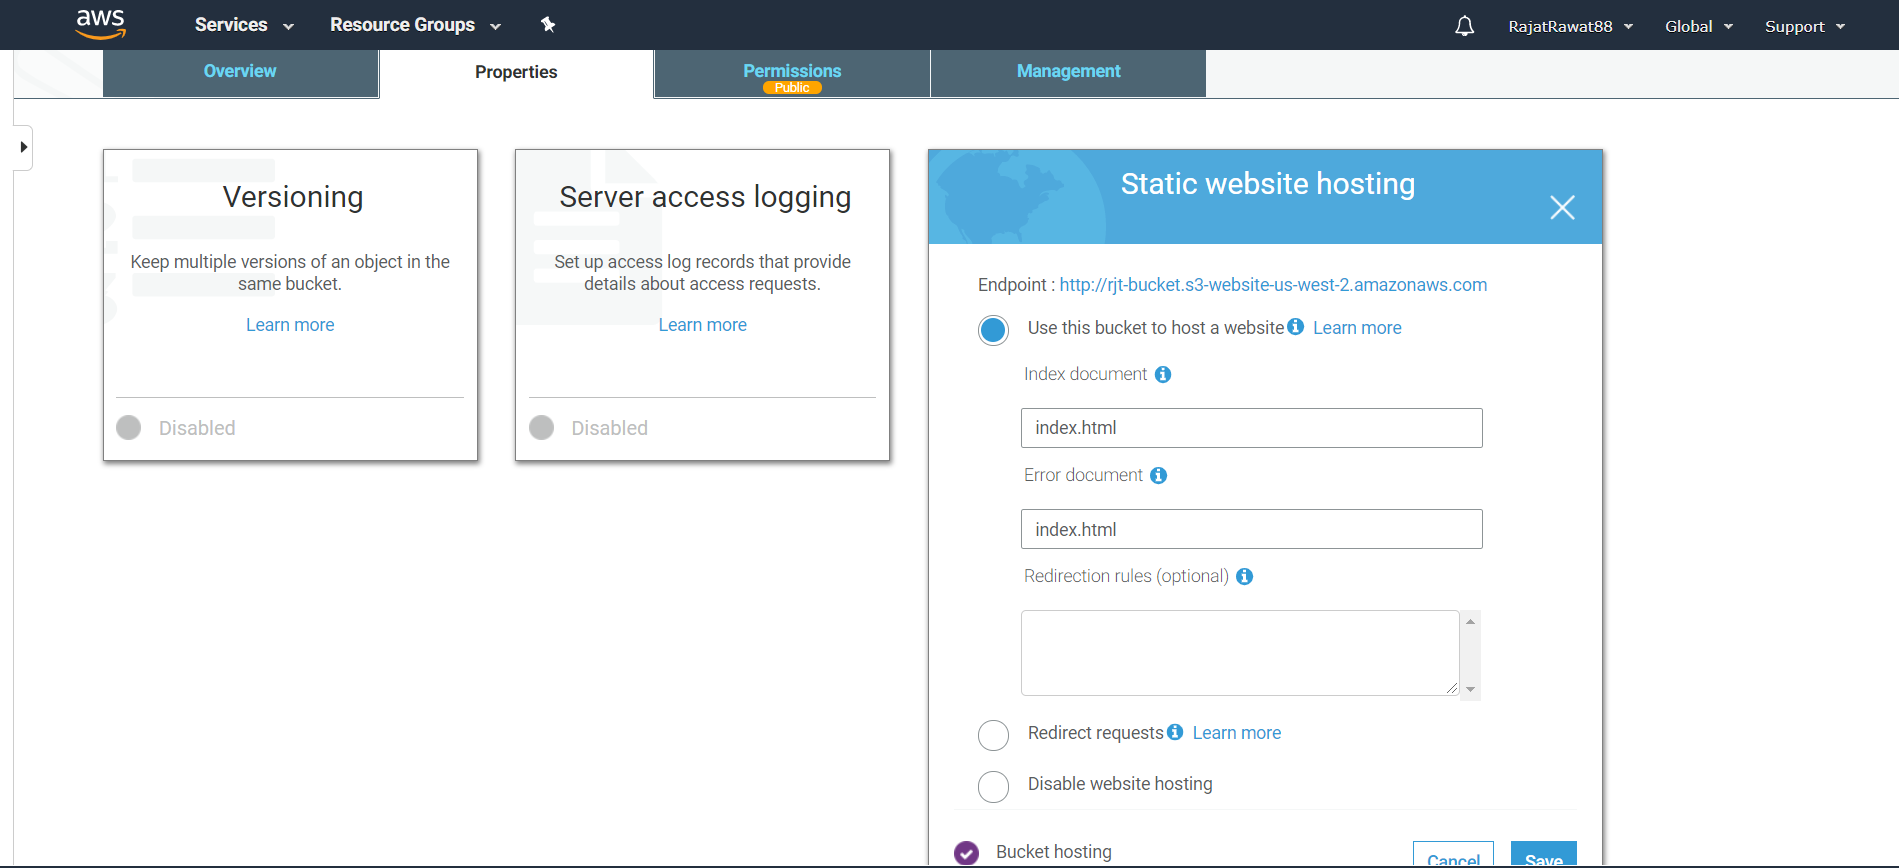 aws Services Resource Groups RajatRawat88 Global Support
Overview Properties Permissions Management
Public
Versioning
Keep multiple versions of an object in the
same bucket.
Learn more
Disabled
Server access logging
Set up access log records that provide
details about access requests.
Learn more
Disabled
Static website hosting
Endpoint : http://rjt-bucket.s3-website-us-west-2.amazonaws.com
Use this bucket to host a website Learn more
Index document
index.html
Error document
index.html
Redirection rules (optional)
Redirect requests Learn more
Disable website hosting
Bucket hosting Cancel Save